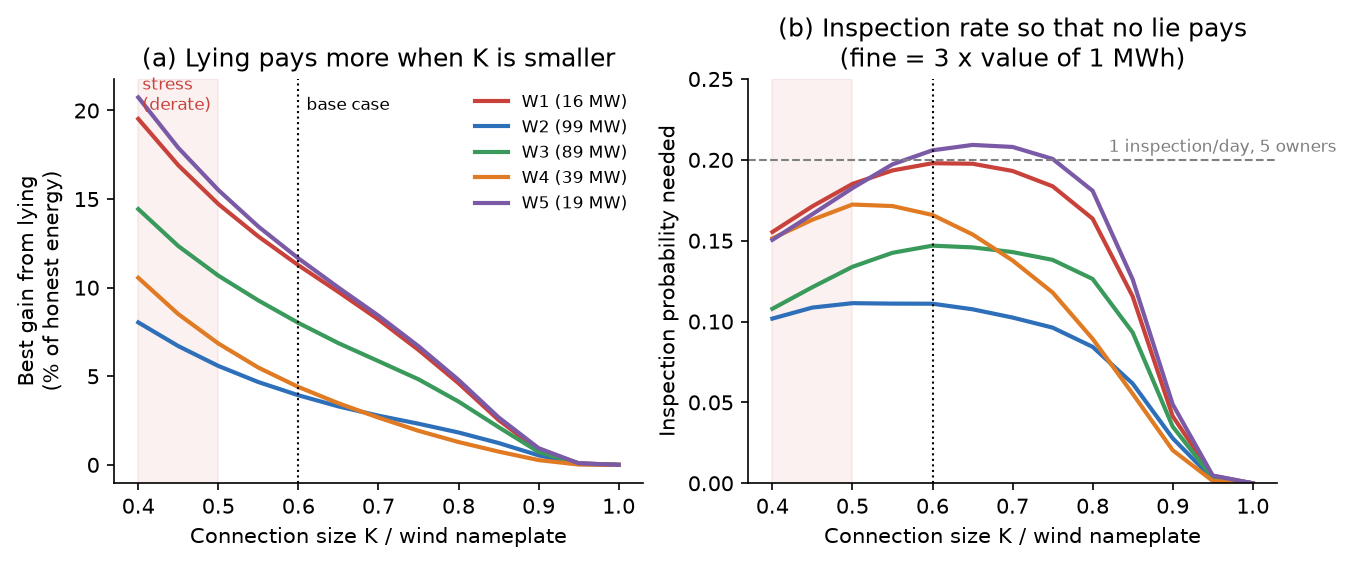 (a) Lying pays more when K is smaller
stress
(derate)
base case
W1 (16 MW)
W2 (99 MW)
W3 (89 MW)
W4 (39 MW)
W5 (19 MW)
Best gain from lying
(% of honest energy)
20
15
10
5
0
0.4 0.5 0.6 0.7 0.8 0.9 1.0
Connection size K / wind nameplate
(b) Inspection rate so that no lie pays
(fine = 3 x value of 1 MWh)
1 inspection/day, 5 owners
Inspection probability needed
0.25
0.20
0.15
0.10
0.05
0.00
0.4 0.5 0.6 0.7 0.8 0.9 1.0
Connection size K / wind nameplate